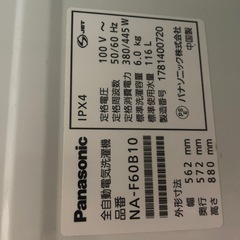 Panasonic
全自動電気洗濯機
品番 NA-F60B10
IPX4
定格電圧 100 V ～
定格周波数 50/60 Hz
定格消費電力 380/445 W
標準洗濯容量 6.0 kg
標準使用水量 116 L
製造番号 1781400720
外形寸法
幅 562 mm
奥行 572 mm
高さ 880 mm
S-JET
PS E
パナソニック株式会社
中国製